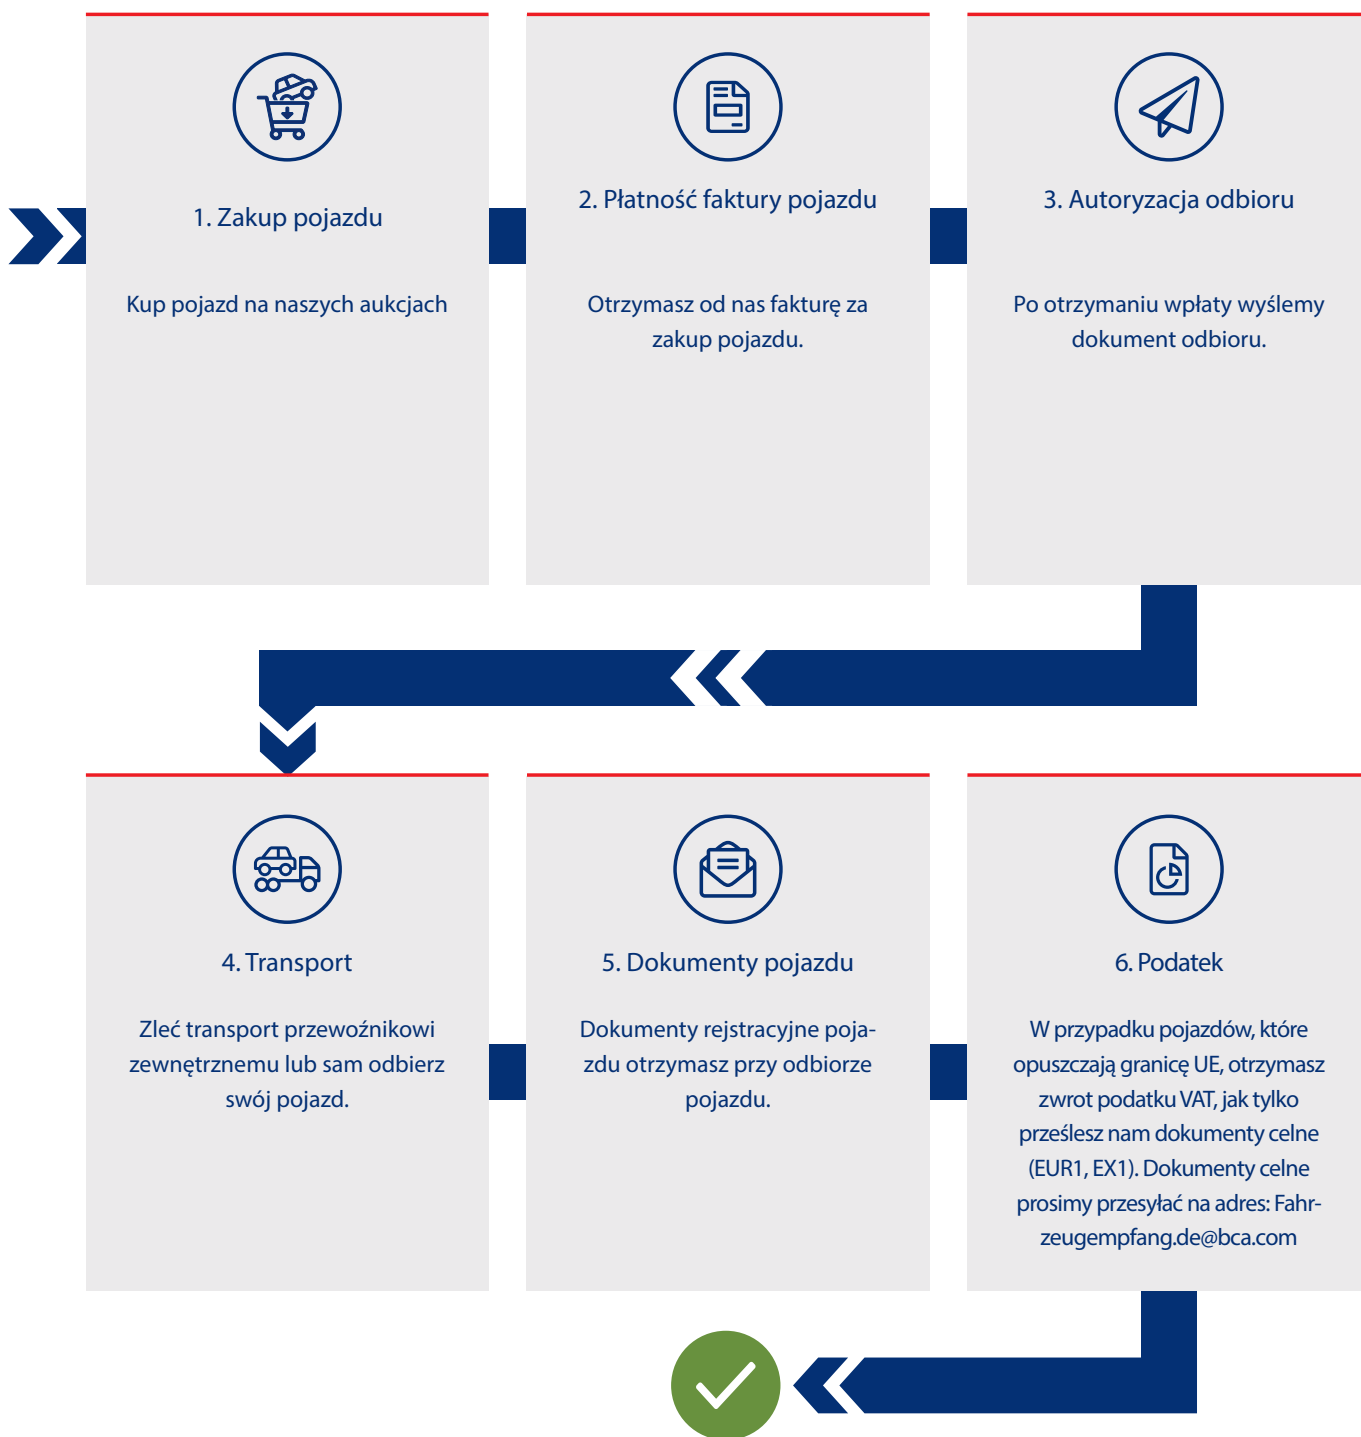 1. Zakup pojazdu
Kup pojazd na naszych aukcjach
2. Płatność faktury pojazdu
Otrzymasz od nas fakturę za
zakup pojazdu.
3. Autoryzacja odbioru
Po otrzymaniu wpłaty wyślemy
dokument odbioru.
4. Transport
Zleć transport przewoźnikowi
zewnętrznemu lub sam odbierz
swój pojazd.
5. Dokumenty pojazdu
Dokumenty rejstracyjne poja-
zdu otrzymasz przy odbiorze
pojazdu.
6. Podatek
W przypadku pojazdów, które
opuszczają granicę UE, otrzymasz
zwrot podatku VAT, jak tylko
prześlesz nam dokumenty celne
(EUR1, EX1). Dokumenty celne
prosimy przesyłać na adres: Fahr-
zeugempfang.de@bca.com